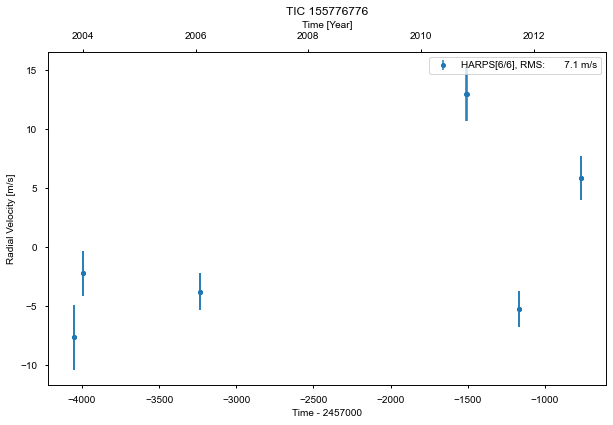 TIC 155776776
Time [Year]
2004 2006 2008 2010 2012
HARPS[6/6], RMS: 7.1 m/s
15
10
5
0
−5
−10
Radial Velocity [m/s]
−4000 −3500 −3000 −2500 −2000 −1500 −1000
Time - 2457000